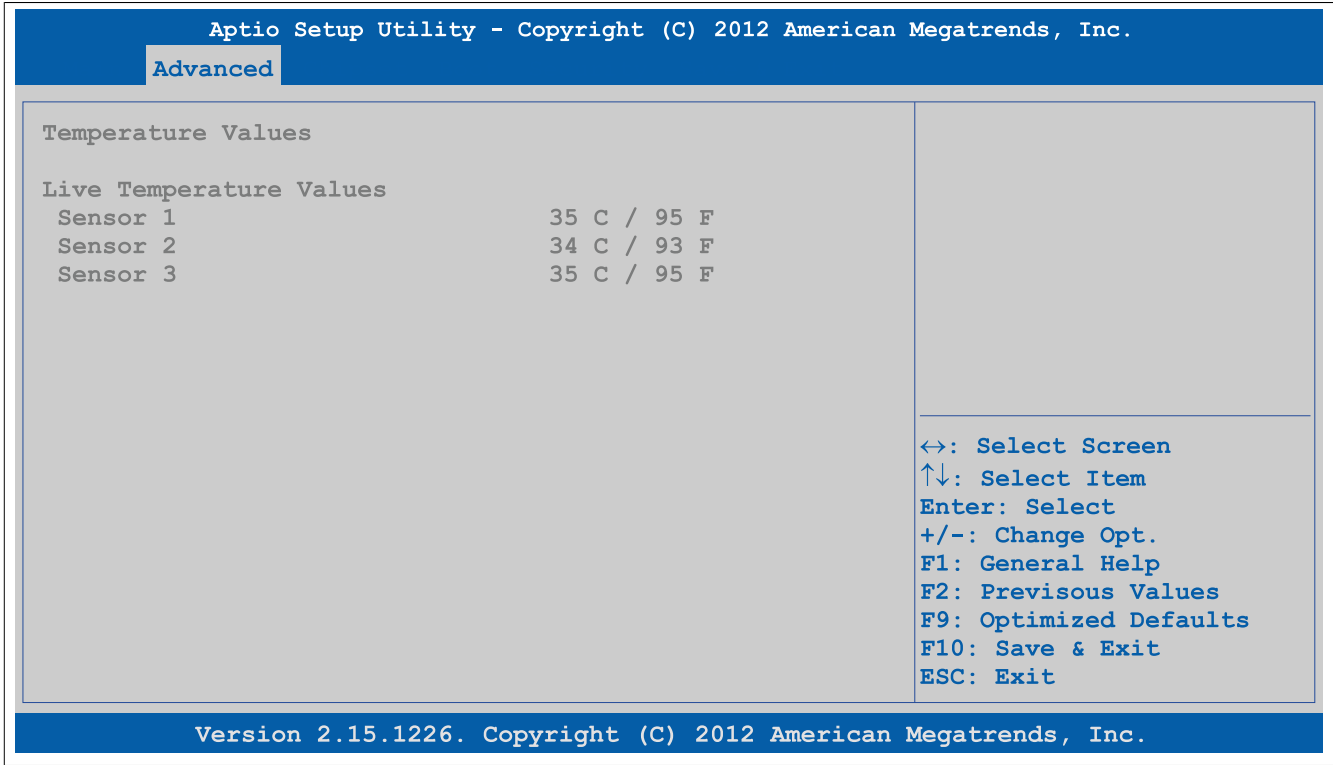 Aptio Setup Utility - Copyright (C) 2012 American Megatrends, Inc.
Advanced
Temperature Values
Live Temperature Values
Sensor 1 35 C / 95 F
Sensor 2 34 C / 93 F
Sensor 3 35 C / 95 F
↔: Select Screen
↑↓: Select Item
Enter: Select
+/-: Change Opt.
F1: General Help
F2: Previsous Values
F9: Optimized Defaults
F10: Save & Exit
ESC: Exit
Version 2.15.1226. Copyright (C) 2012 American Megatrends, Inc.